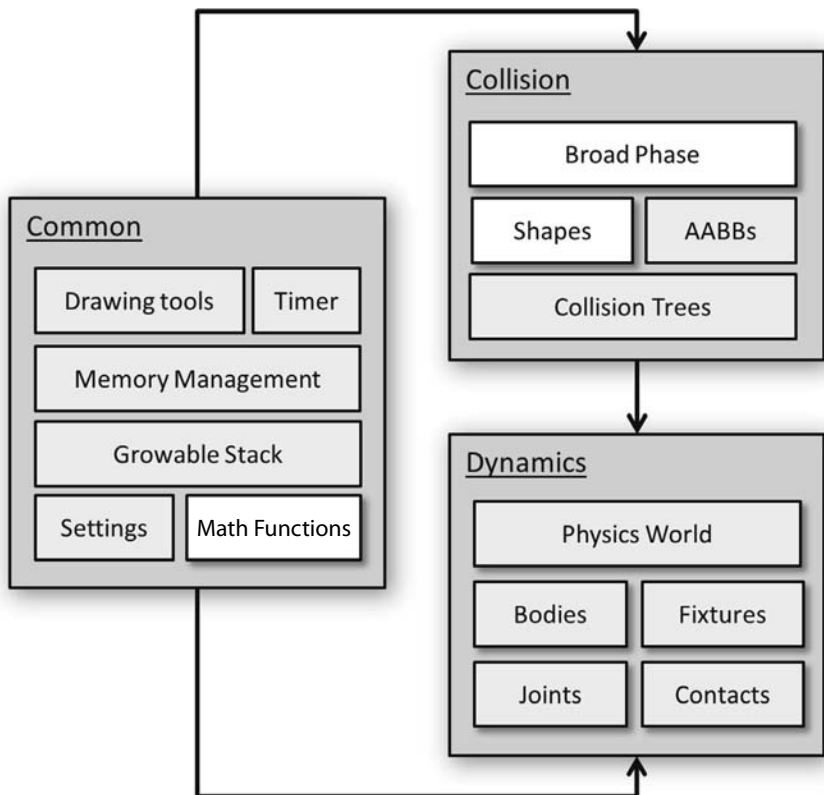 Common
Drawing tools
Timer
Memory Management
Growable Stack
Settings
Math Functions
Collision
Broad Phase
Shapes
AABBs
Collision Trees
Dynamics
Physics World
Bodies
Fixtures
Joints
Contacts